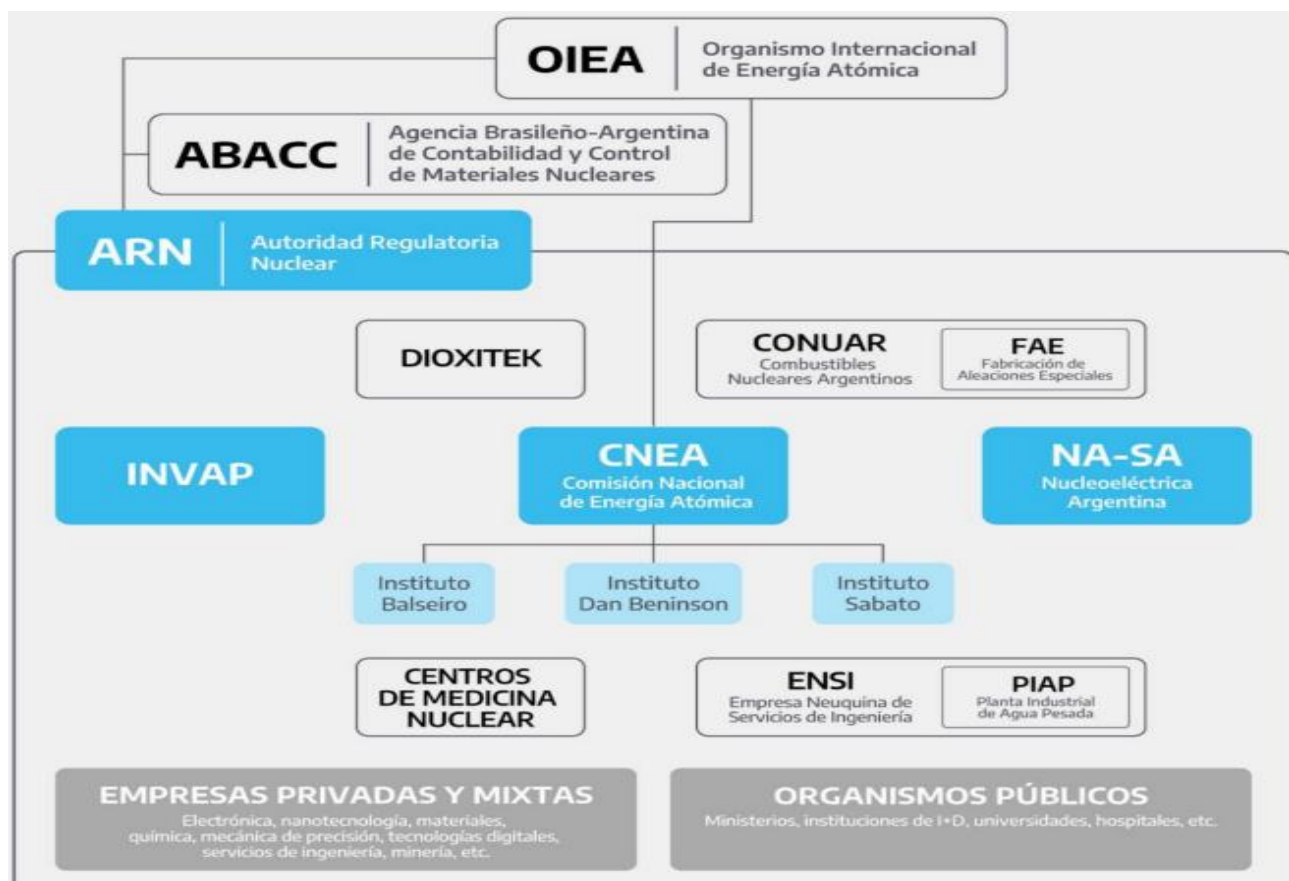 OIEA
Organismo Internacional
de Energía Atómica
ABACC
Agencia Brasileño-Argentina
de Contabilidad y Control
de Materiales Nucleares
ARN
Autoridad Regulatoria
Nuclear
DIOXITEK
CONUAR
Combustibles
Nucleares Argentinos
FAE
Fabricación de
Aleaciones Especiales
INVAP
CNEA
Comisión Nacional
de Energía Atómica
NA-SA
Nucleoeléctrica
Argentina
Instituto
Balseiro
Instituto
Dan Beninson
Instituto
Sabato
CENTROS
DE MEDICINA
NUCLEAR
ENSI
Empresa Neuquina de
Servicios de Ingeniería
PIAP
Planta Industrial
de Agua Pesada
EMPRESAS PRIVADAS Y MIXTAS
Electrónica, nanotecnología, materiales,
química, mecánica de precisión, tecnologías digitales,
servicios de ingeniería, minería, etc.
ORGANISMOS PÚBLICOS
Ministerios, instituciones de I+D, universidades, hospitales, etc.